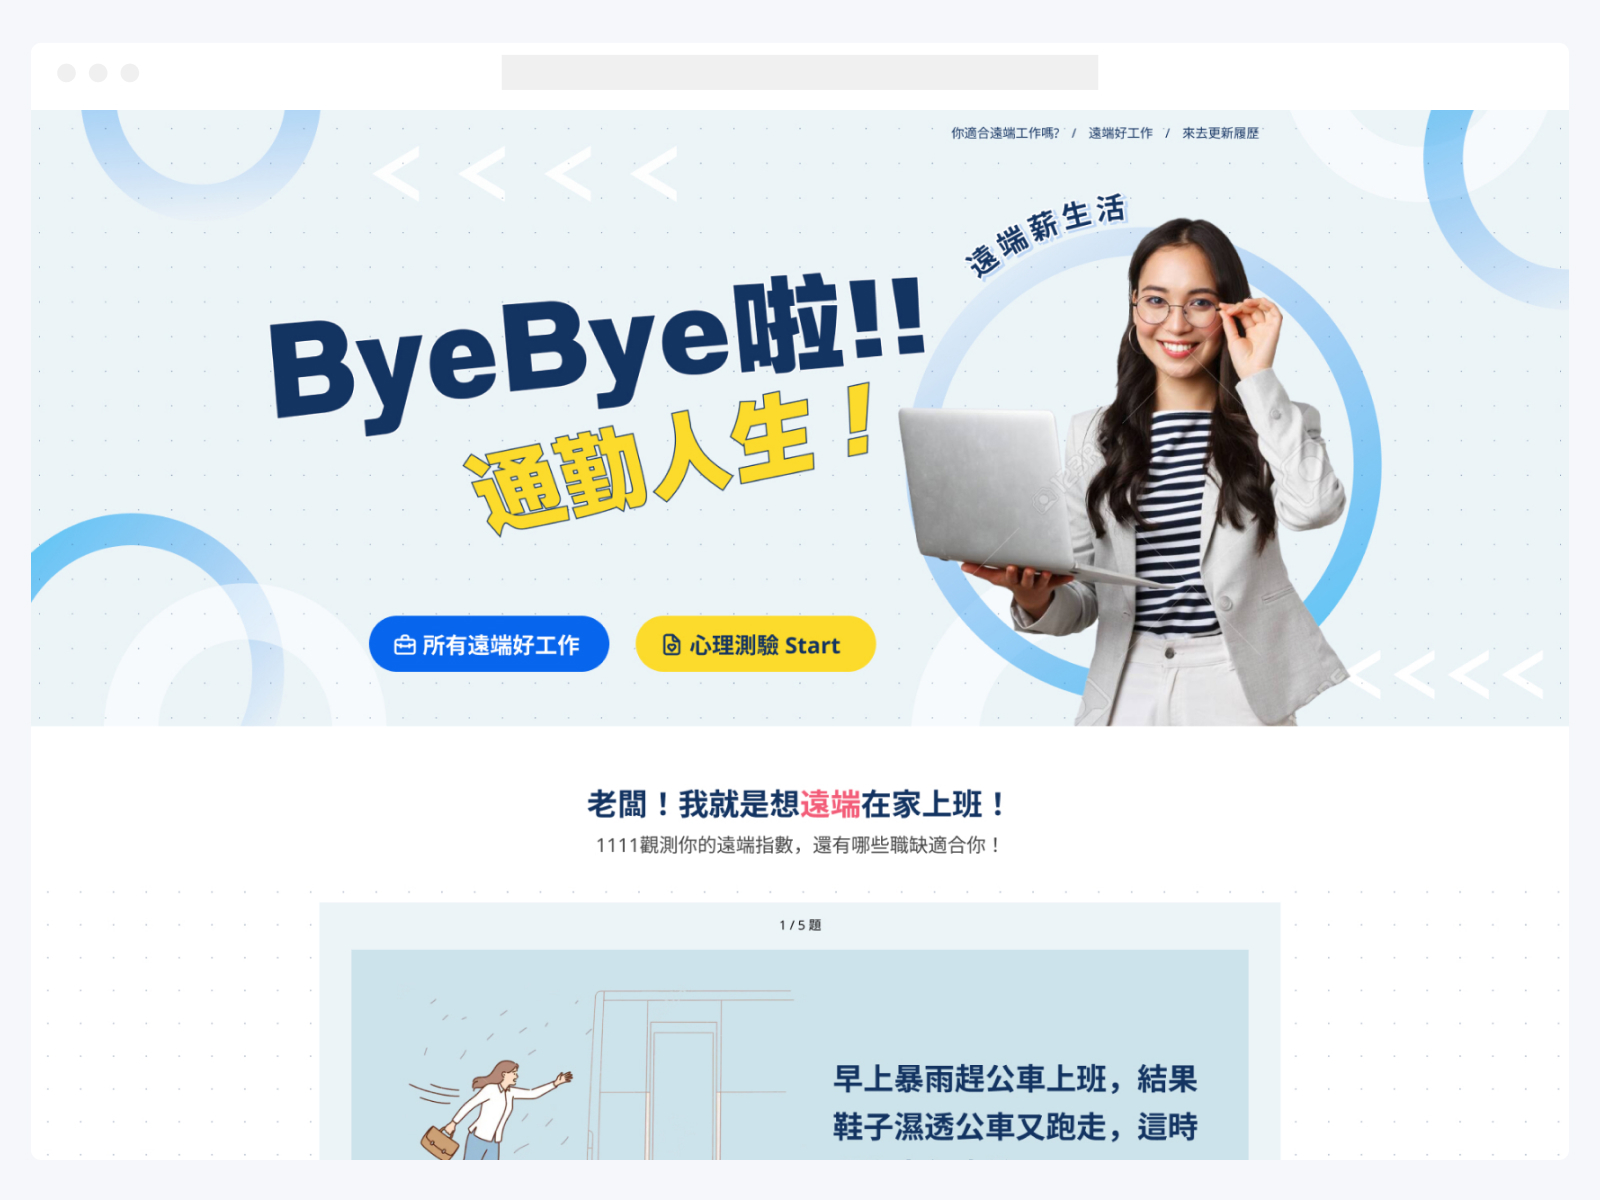 你適合遠端工作嗎? / 遠端好工作 / 來去更新履歷
遠端薪生活
ByeBye啦!!
通勤人生！
所有遠端好工作
心理測驗 Start
老闆！我就是想遠端在家上班！
1111觀測你的遠端指數，還有哪些職缺適合你！
1 / 5 題
早上暴雨趕公車上班，結果
鞋子濕透公車又跑走，這時